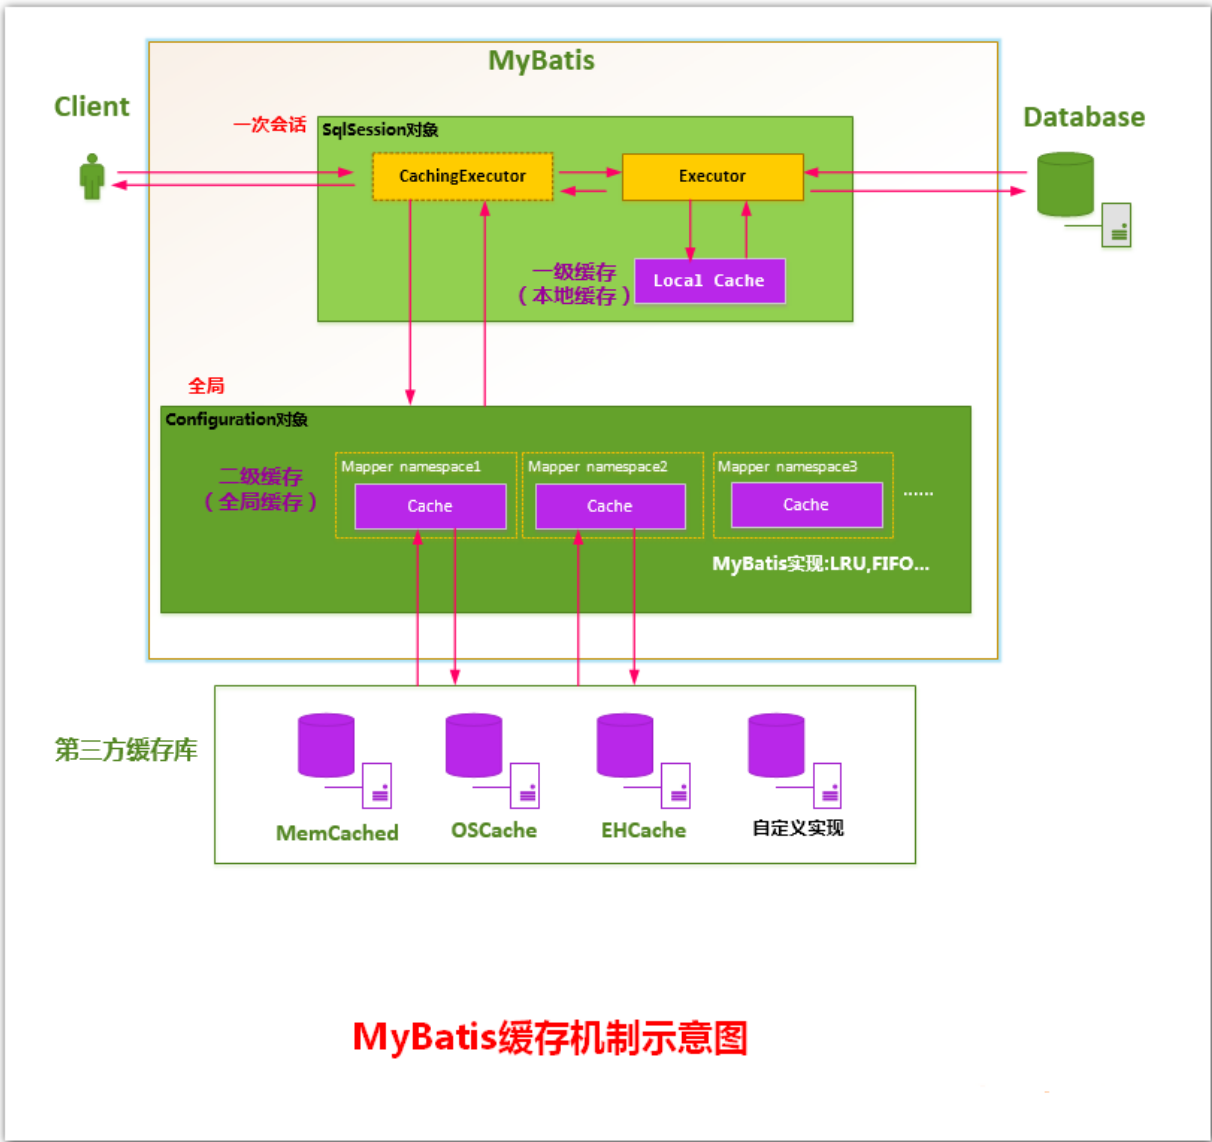 MyBatis
Client
Database
一次会话
SqlSession对象
CachingExecutor
Executor
一级缓存
（本地缓存）
Local Cache
全局
Configuration对象
二级缓存
（全局缓存）
Mapper namespace1
Cache
Mapper namespace2
Cache
Mapper namespace3
Cache
......
MyBatis实现:LRU,FIFO...
第三方缓存库
MemCached
OSCache
EHCache
自定义实现
MyBatis缓存机制示意图